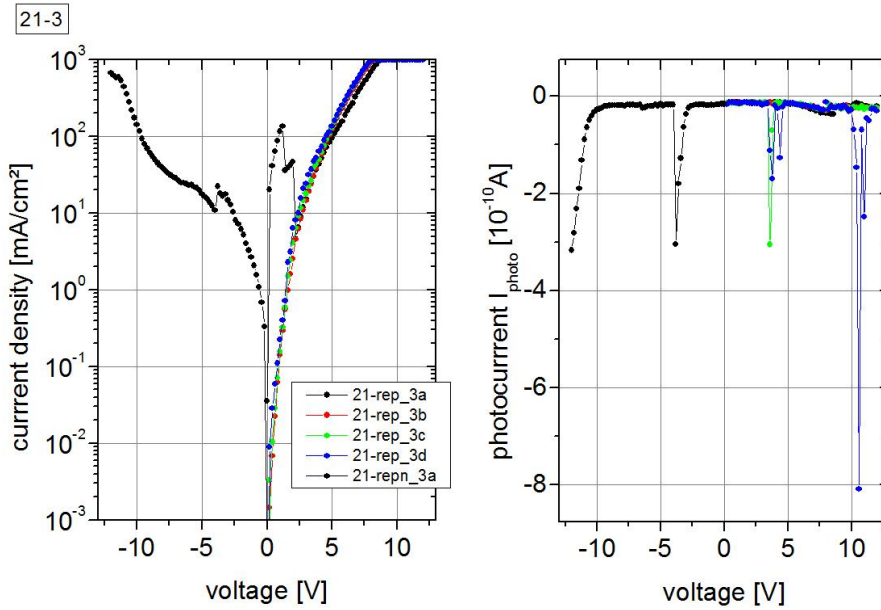 21-3
currrent density [mA/cm²]
10³
10²
10¹
10⁰
10⁻¹
10⁻²
10⁻³
-10 -5 0 5 10
voltage [V]
21-rep_3a
21-rep_3b
21-rep_3c
21-rep_3d
21-repn_3a
photocurrrent I_photo [10⁻¹⁰A]
0
-2
-4
-6
-8
-10 -5 0 5 10
voltage [V]